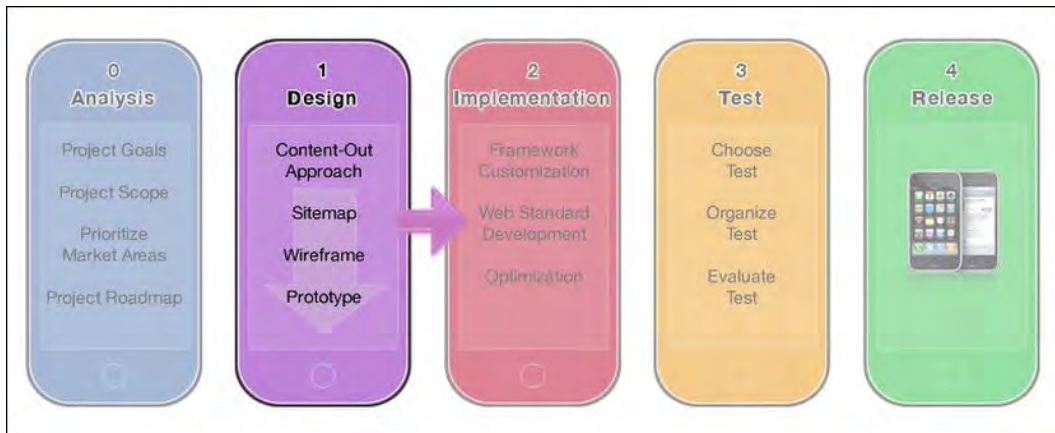 0
Analysis
Project Goals
Project Scope
Prioritize
Market Areas
Project Roadmap
1
Design
Content-Out
Approach
Sitemap
Wireframe
Prototype
2
Implementation
Framework
Customization
Web Standard
Development
Optimization
3
Test
Choose
Test
Organize
Test
Evaluate
Test
4
Release